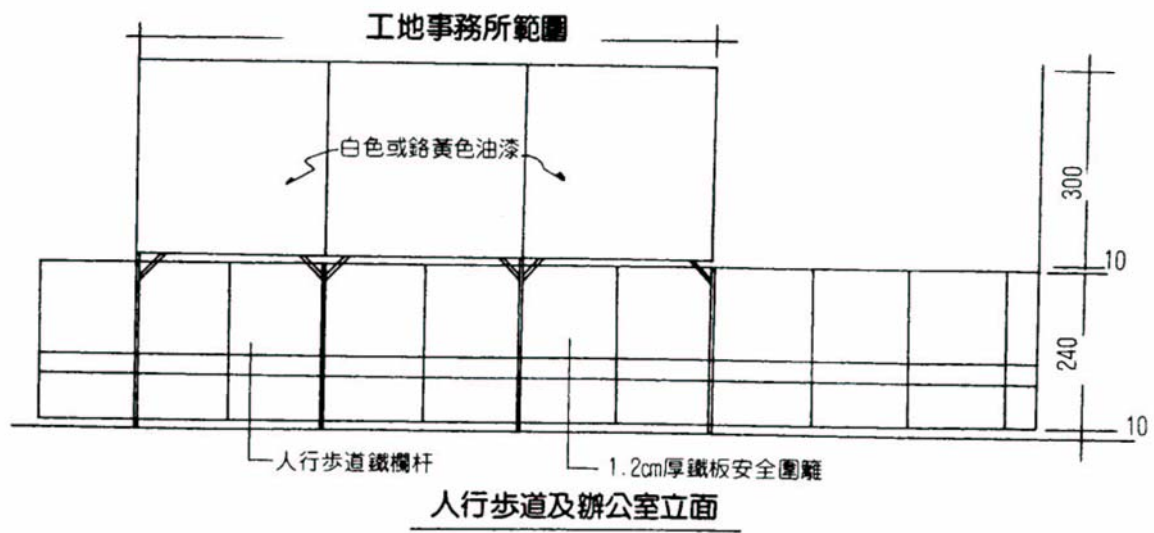 工地事務所範圍
白色或鉻黃色油漆
300
10
240
10
人行步道鐵欄杆
1.2cm厚鐵板安全圍籬
人行步道及辦公室立面